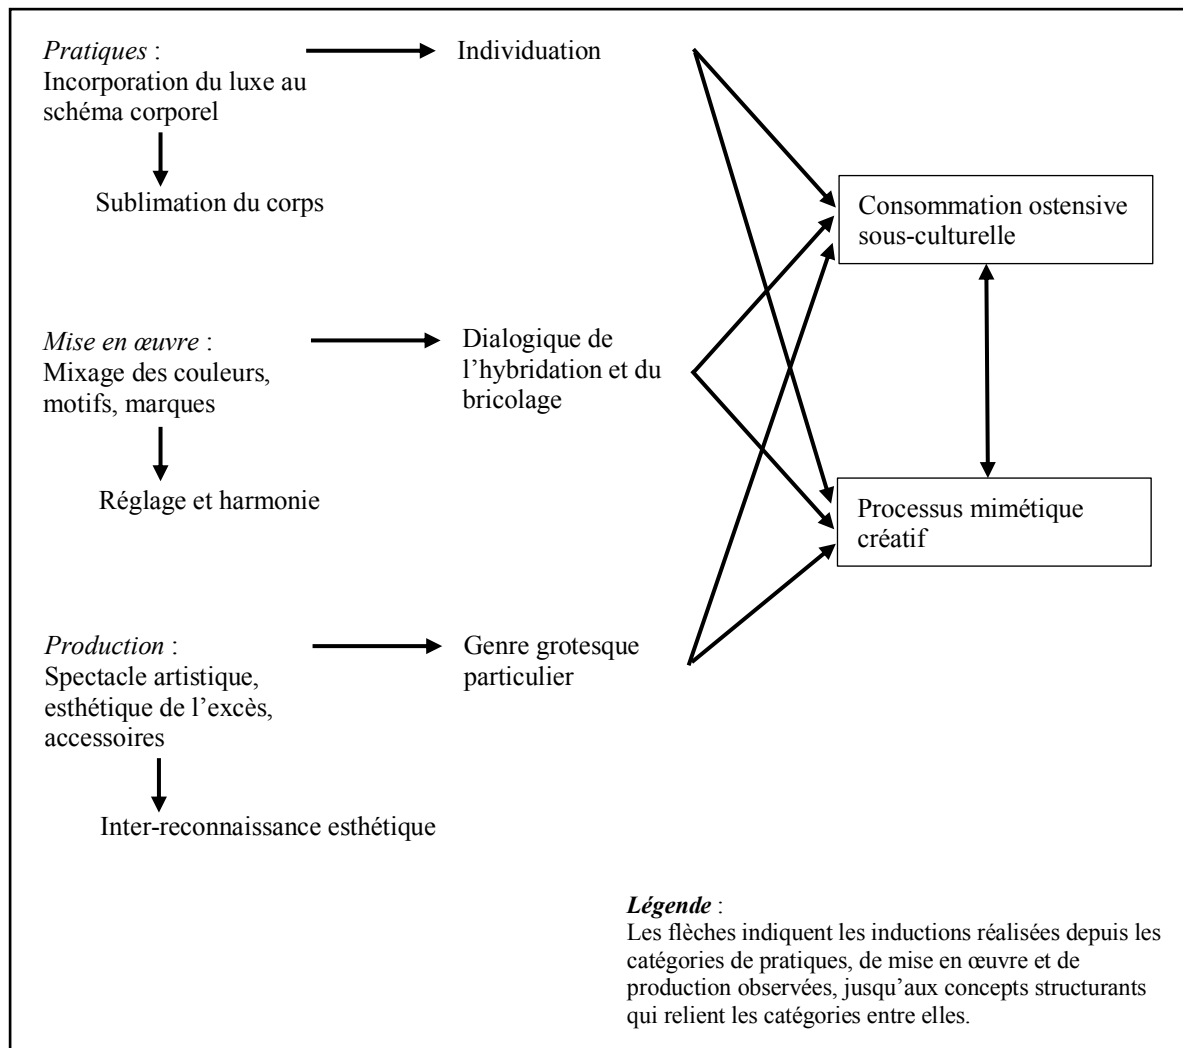 Pratiques :
Incorporation du luxe au
schéma corporel
Individuation
Sublimation du corps
Consommation ostensive
sous-culturelle
Mise en œuvre :
Mixage des couleurs,
motifs, marques
Dialogique de
l’hybridation et du
bricolage
Réglage et harmonie
Processus mimétique
créatif
Production :
Spectacle artistique,
esthétique de l’excès,
accessoires
Genre grotesque
particulier
Inter-reconnaissance esthétique
Légende :
Les flèches indiquent les inductions réalisées depuis les
catégories de pratiques, de mise en œuvre et de
production observées, jusqu’aux concepts structurants
qui relient les catégories entre elles.